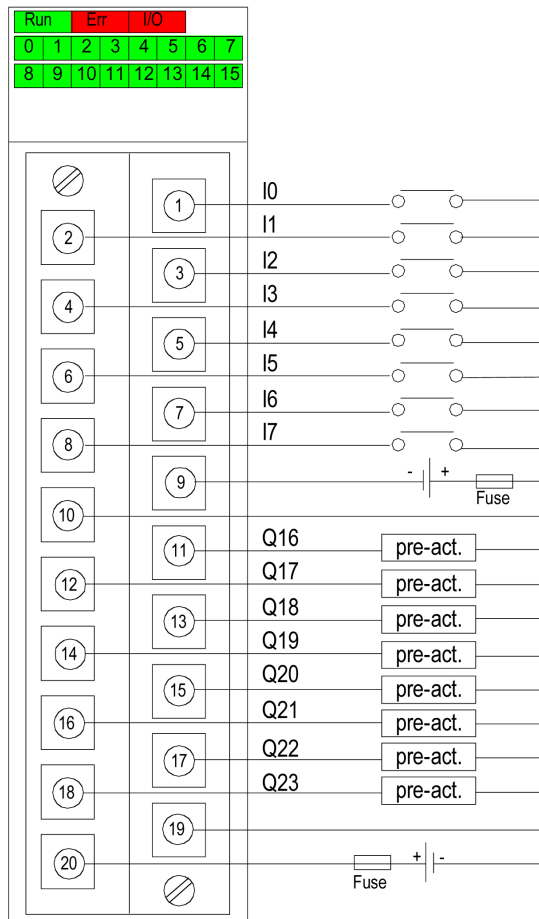 Run Err I/O
0 1 2 3 4 5 6 7
8 9 10 11 12 13 14 15
1 I0
2 I1
3 I2
4 I3
5 I4
6 I5
7 I6
8 I7
9 - +
Fuse
10
11 Q16 pre-act.
12 Q17 pre-act.
13 Q18 pre-act.
14 Q19 pre-act.
15 Q20 pre-act.
16 Q21 pre-act.
17 Q22 pre-act.
18 Q23 pre-act.
19
20 + -
Fuse